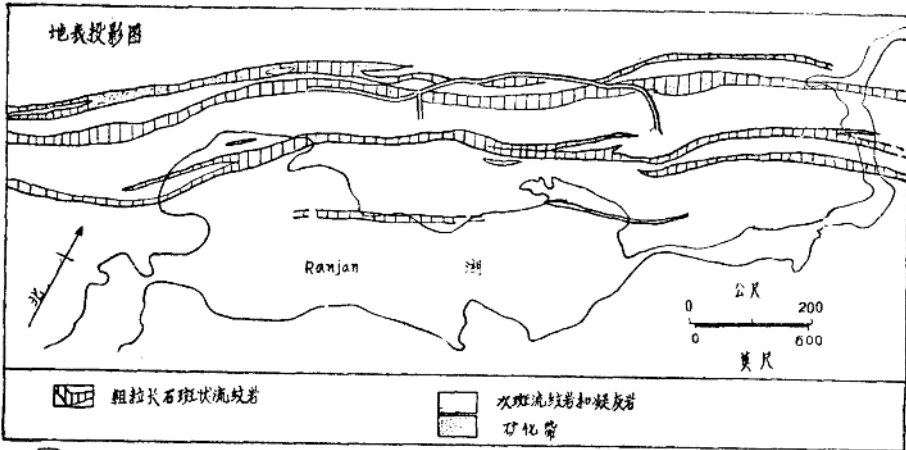 地表投影图
北
Ranjan 湖
公尺
0 200
0 600
英尺
粗粒长石斑状流纹岩
次斑流纹岩和凝灰岩
矿化带